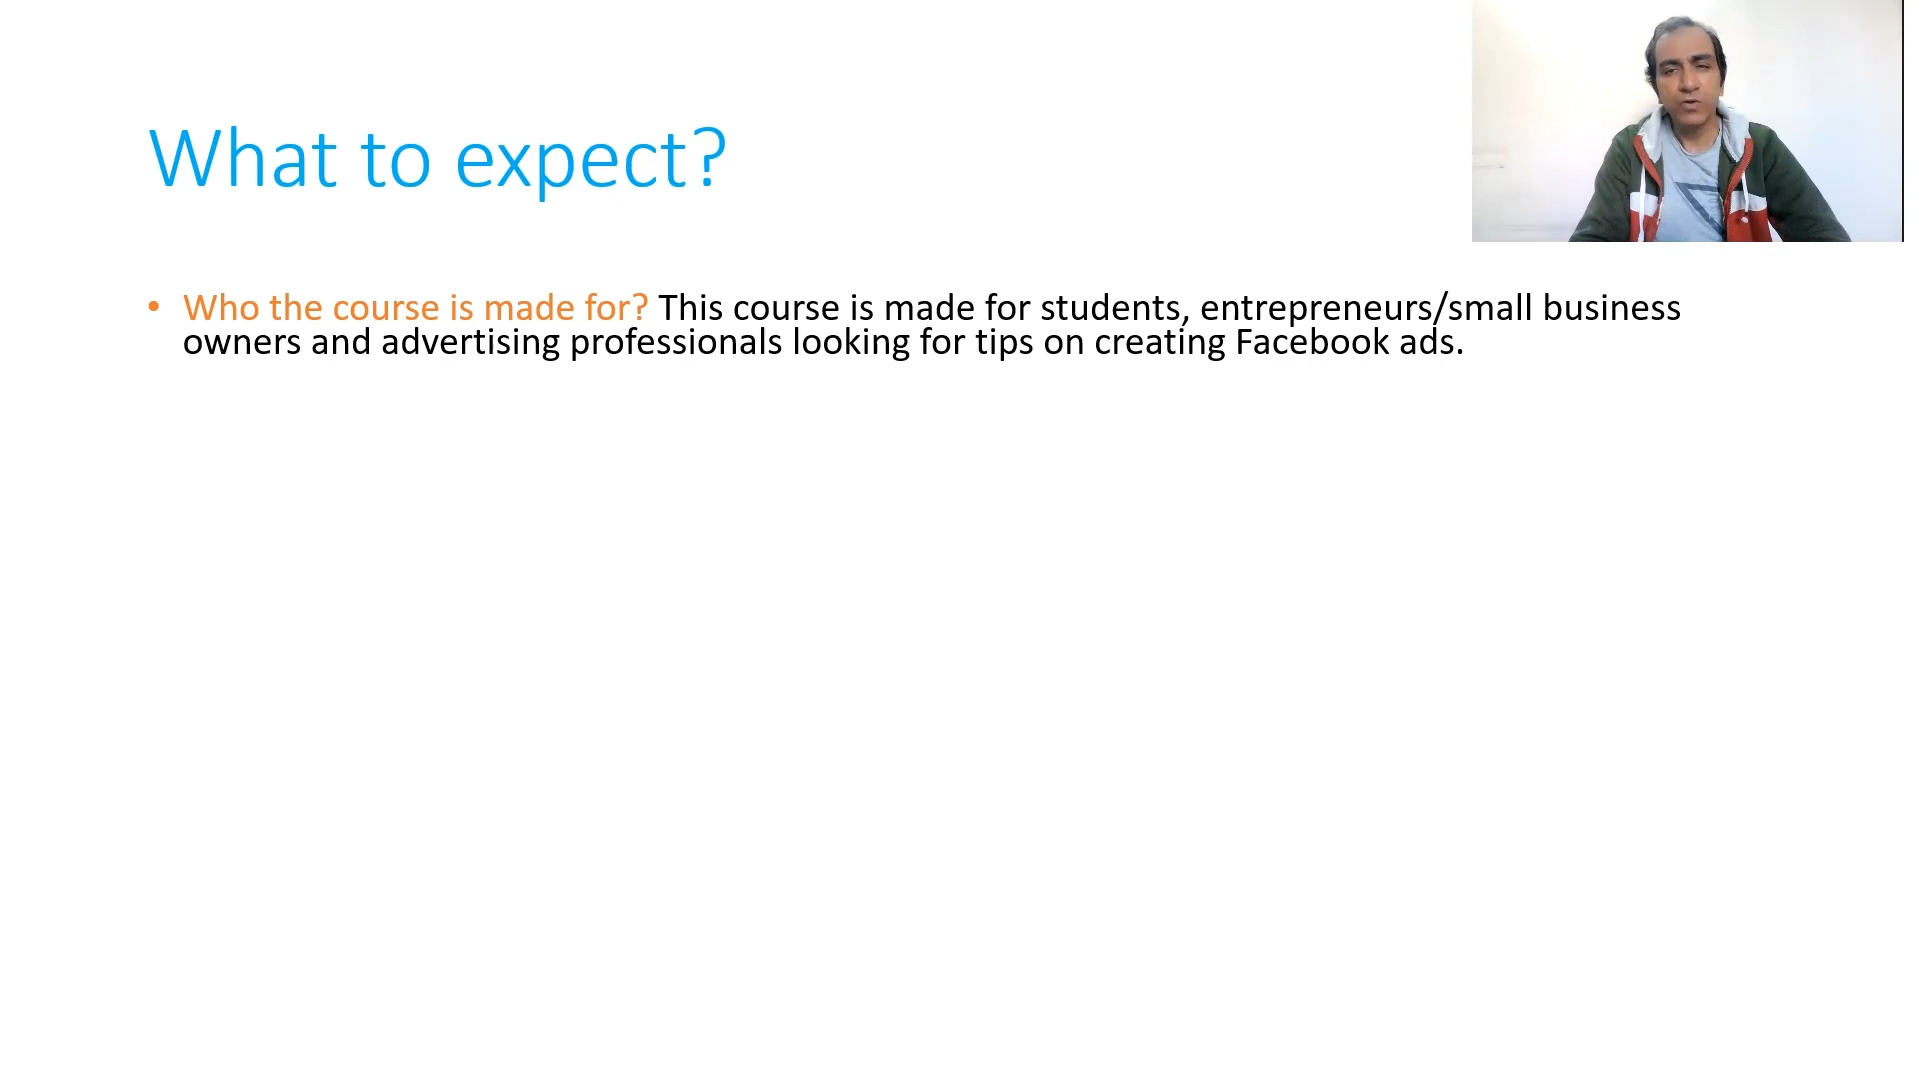 What to expect?
• Who the course is made for? This course is made for students, entrepreneurs/small business
owners and advertising professionals looking for tips on creating Facebook ads.